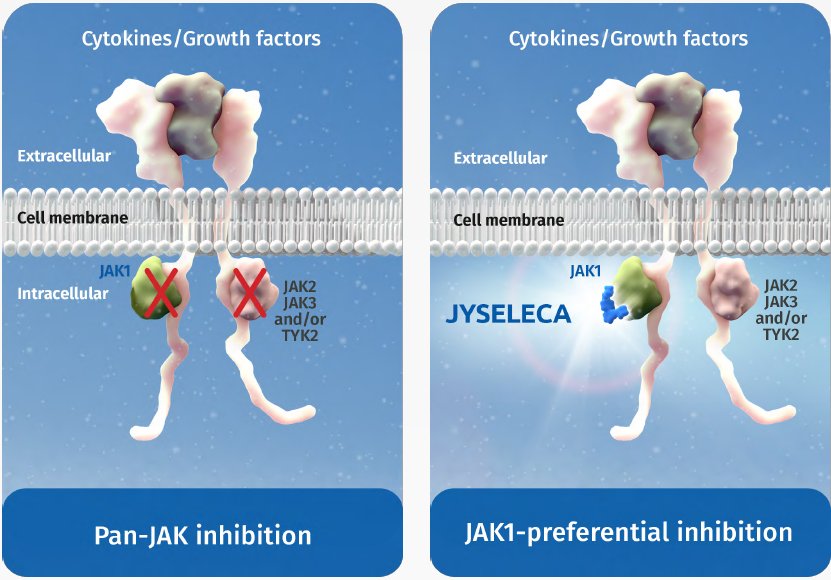 Cytokines/Growth factors
Extracellular
Cell membrane
JAK1
Intracellular
JAK2
JAK3
and/or
TYK2
Pan-JAK inhibition
Cytokines/Growth factors
Extracellular
Cell membrane
JAK1
JYSELECA
JAK2
JAK3
and/or
TYK2
JAK1-preferential inhibition